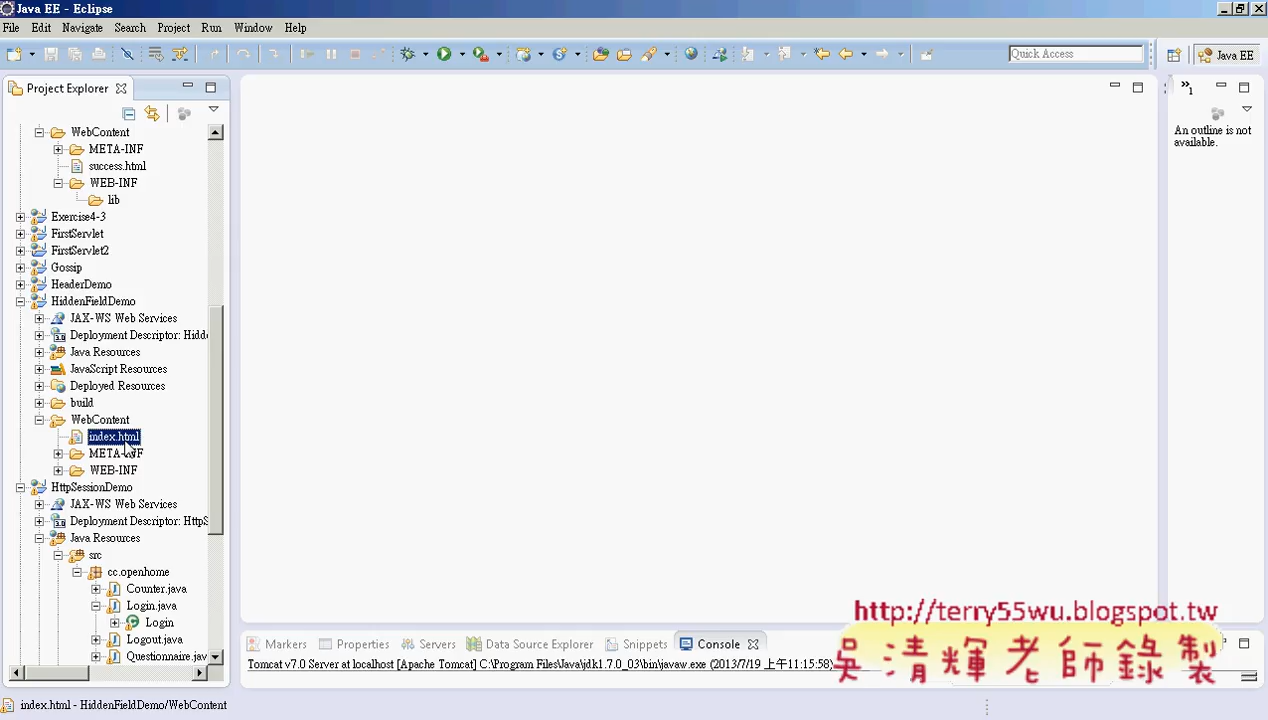 Java EE - Eclipse
File Edit Navigate Search Project Run Window Help
Quick Access
Java EE
Project Explorer
WebContent
META-INF
success.html
WEB-INF
lib
Exercise4-3
FirstServlet
FirstServlet2
Gossip
HeaderDemo
HiddenFieldDemo
JAX-WS Web Services
Deployment Descriptor: Hidde
Java Resources
JavaScript Resources
Deployed Resources
build
WebContent
index.html
META-INF
WEB-INF
HttpSessionDemo
JAX-WS Web Services
Deployment Descriptor: HttpS
Java Resources
src
cc.openhome
Counter.java
Login.java
Login
Logout.java
Questionnaire.jav
An outline is not
available.
http://terry55wu.blogspot.tw
吳清輝老師錄製
Markers Properties Servers Data Source Explorer Snippets Console
Tomcat v7.0 Server at localhost [Apache Tomcat] C:\Program Files\Java\jdk1.7.0_03\bin\javaw.exe (2013/7/19 上午11:15:58)
index.html - HiddenFieldDemo/WebContent